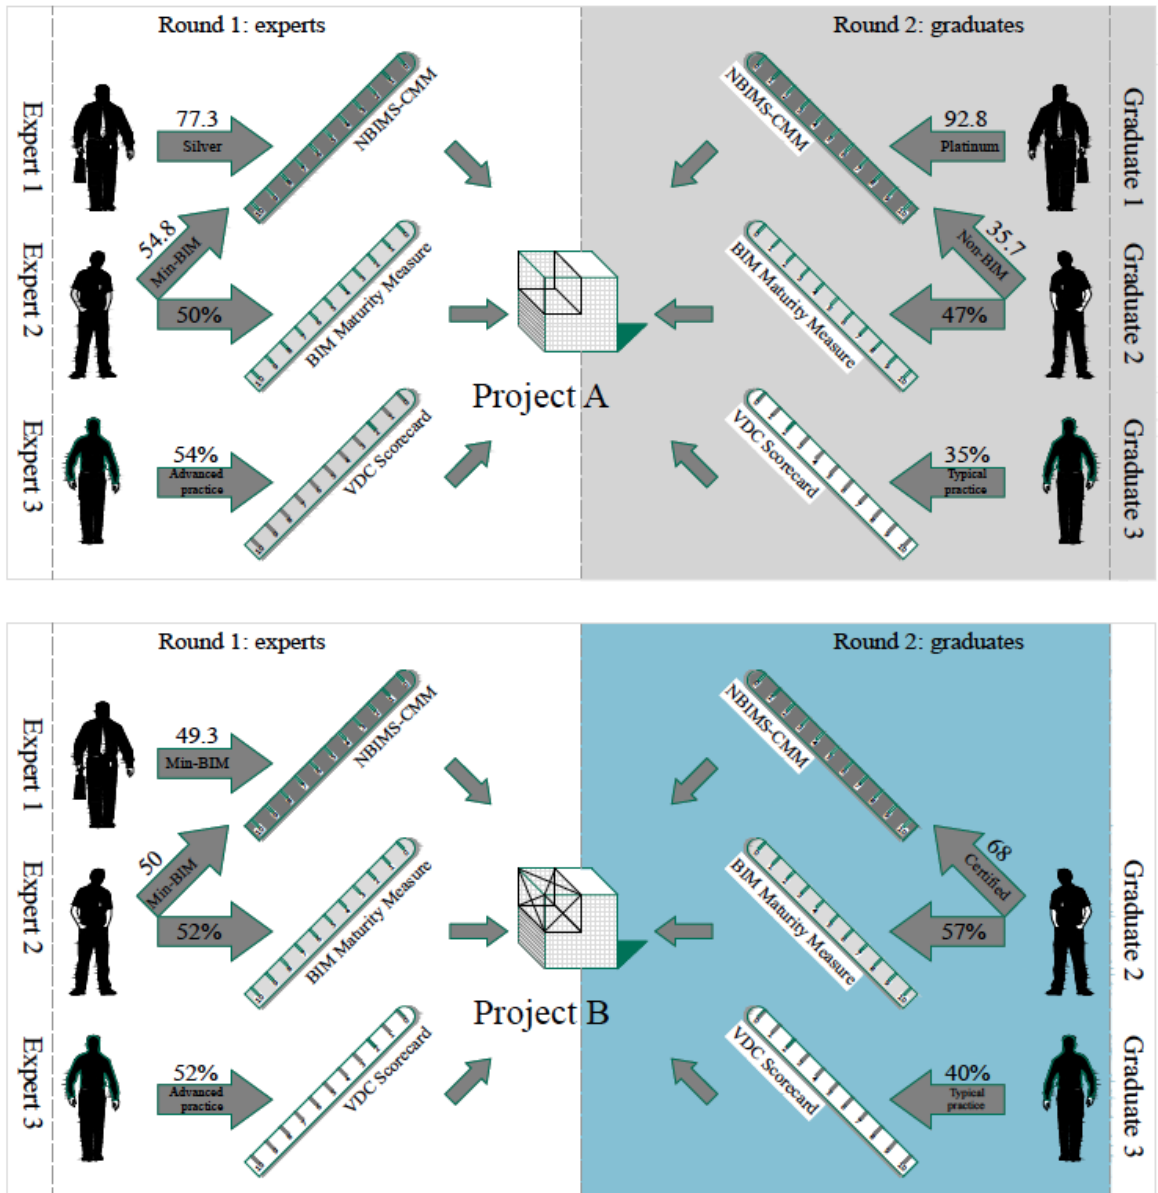 Round 1: experts
Round 2: graduates
Expert 1
77.3
Silver
NBIMS-CMM
NBIMS-CMM
92.8
Platinum
Graduate 1
Expert 2
54.8
Min-BIM
50%
BIM Maturity Measure
BIM Maturity Measure
35.7
Non-BIM
47%
Graduate 2
Project A
Expert 3
54%
Advanced
practice
VDC Scorecard
VDC Scorecard
35%
Typical
practice
Graduate 3
Round 1: experts
Round 2: graduates
Expert 1
49.3
Min-BIM
NBIMS-CMM
NBIMS-CMM
Expert 2
50
Min-BIM
52%
BIM Maturity Measure
BIM Maturity Measure
68
Certified
57%
Graduate 2
Project B
Expert 3
52%
Advanced
practice
VDC Scorecard
VDC Scorecard
40%
Typical
practice
Graduate 3